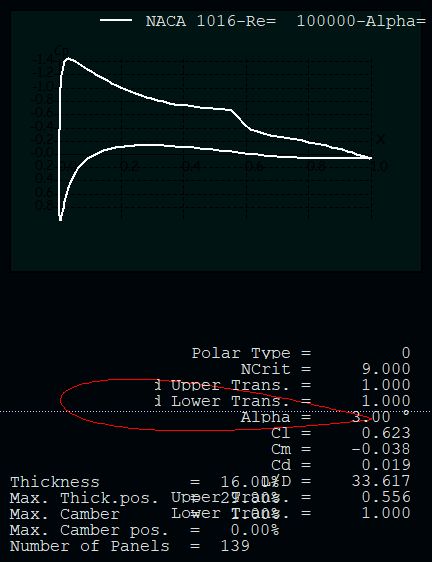 NACA 1016-Re= 100000-Alpha=
Cp
-1.4
-1.2
-1.0
-0.8
-0.6
-0.4
-0.2
-0.0 X
0.2 0.2 0.4 0.6 0.8 1.0
0.4
0.6
0.8
Polar Type = 0
NCrit = 9.000
Upper Trans. = 1.000
Lower Trans. = 1.000
Alpha = 3.00 °
Cl = 0.623
Cm = -0.038
Cd = 0.019
L/D = 33.617
Upper Trans. = 0.556
Lower Trans. = 1.000
Thickness = 16.00%
Max. Thick.pos. = 29.00%
Max. Camber = 1.00%
Max. Camber pos. = 0.00%
Number of Panels = 139